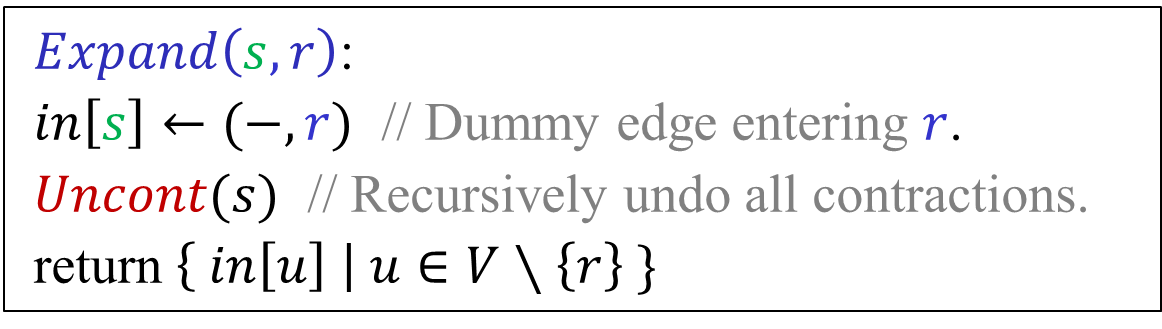 Expand(s, r):
in[s] ← (−, r) // Dummy edge entering r.
Uncont(s) // Recursively undo all contractions.
return { in[u] | u ∈ V \ {r} }